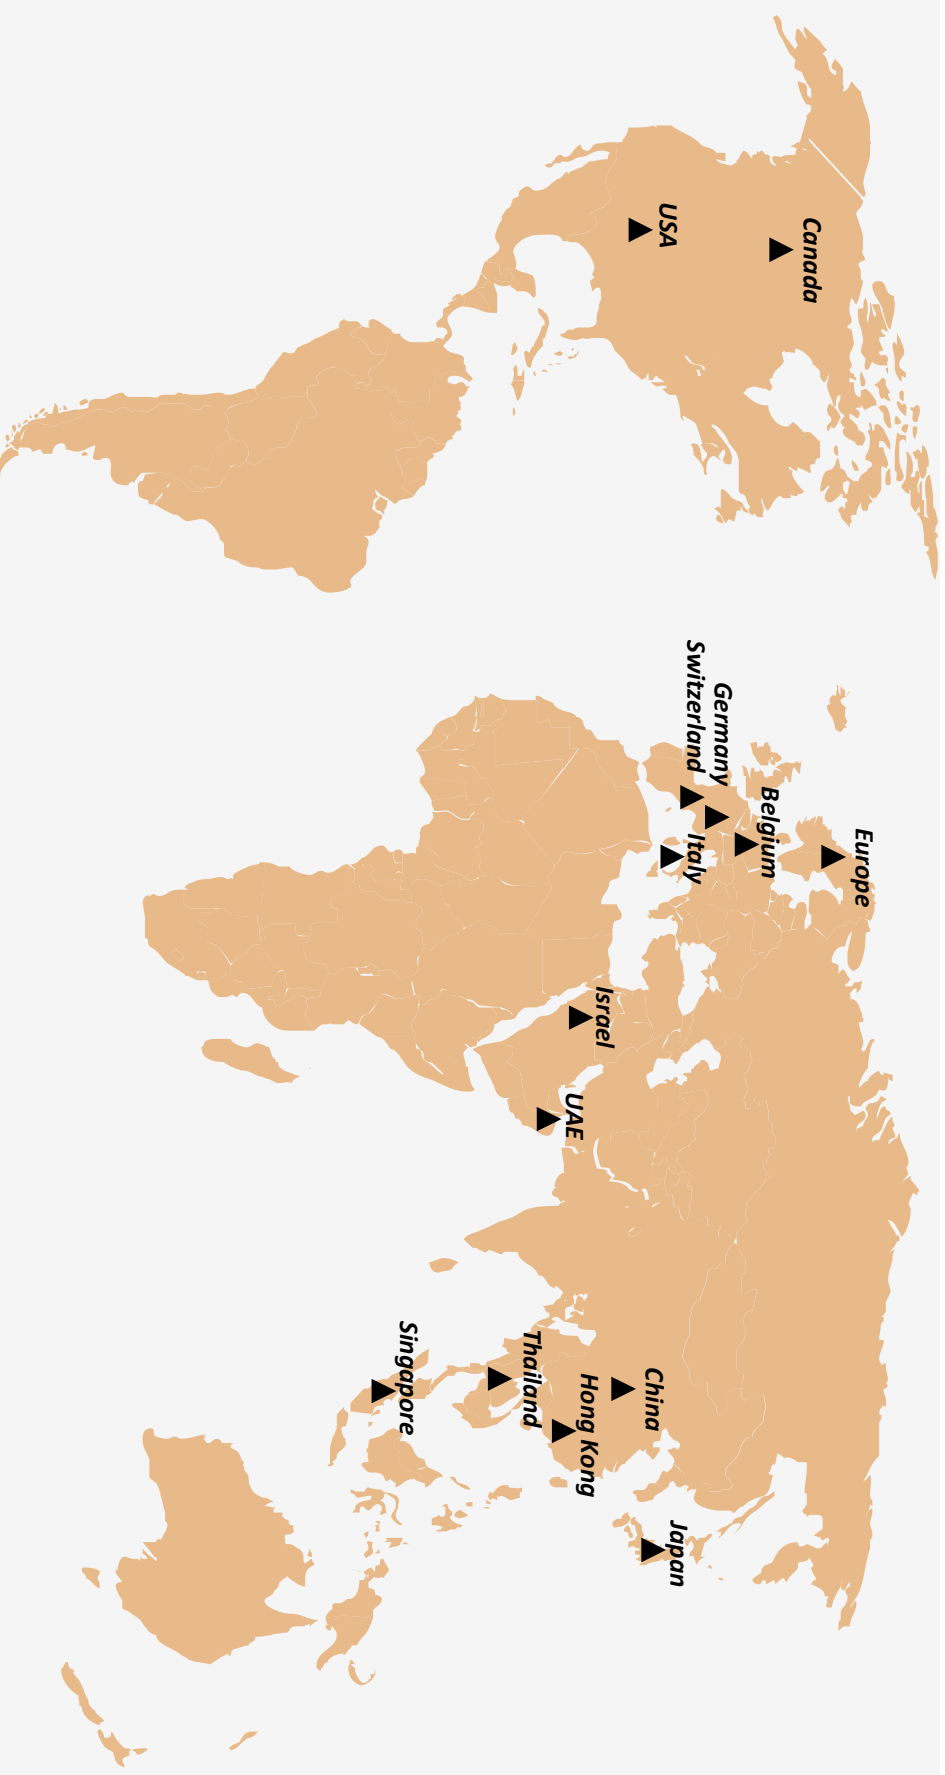 Canada
USA
Europe
Belgium
Germany
Switzerland
Italy
Israel
UAE
China
Japan
Hong Kong
Thailand
Singapore